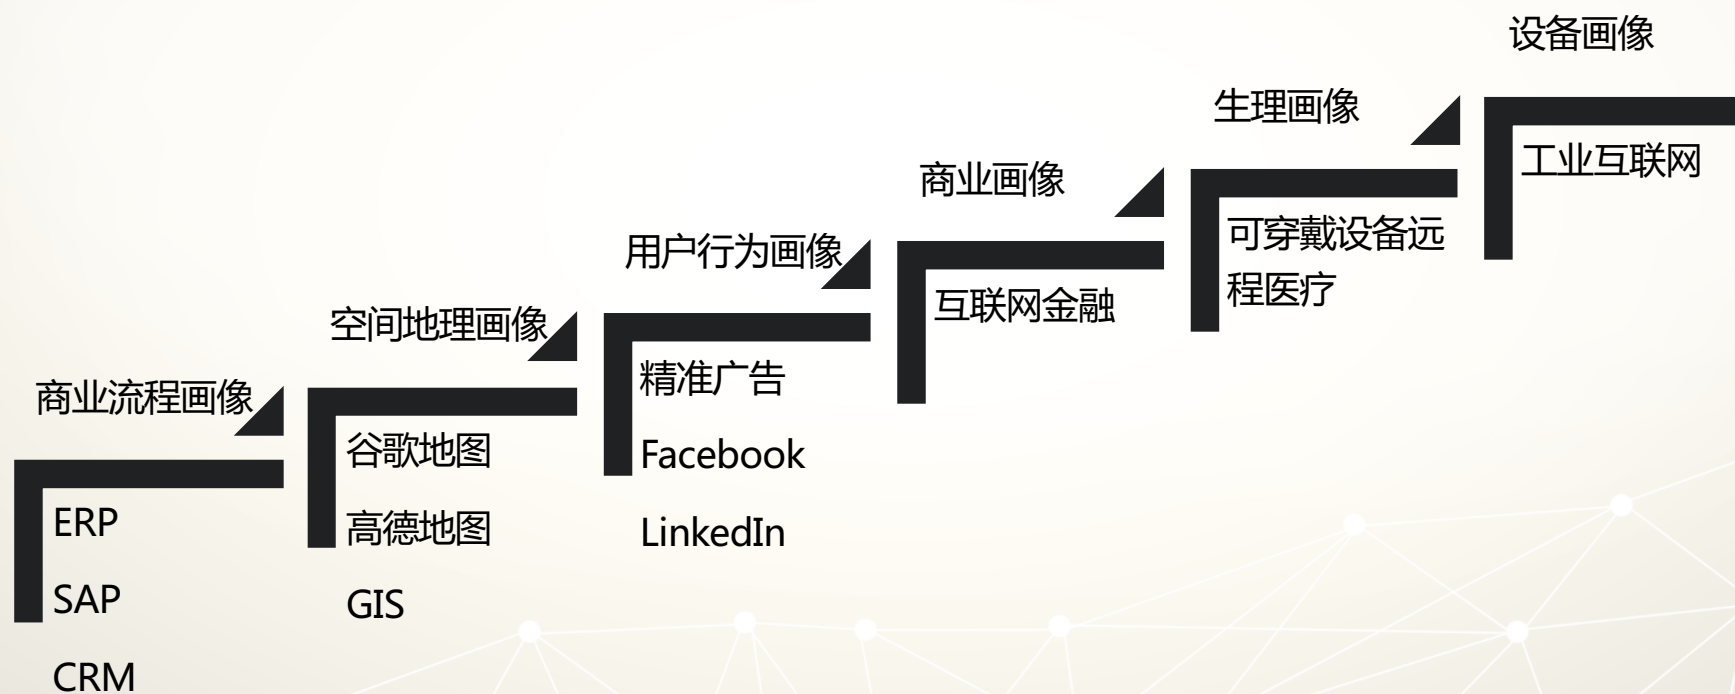 商业流程画像
ERP
SAP
CRM
空间地理画像
谷歌地图
高德地图
GIS
用户行为画像
精准广告
Facebook
LinkedIn
商业画像
互联网金融
生理画像
可穿戴设备远
程医疗
设备画像
工业互联网